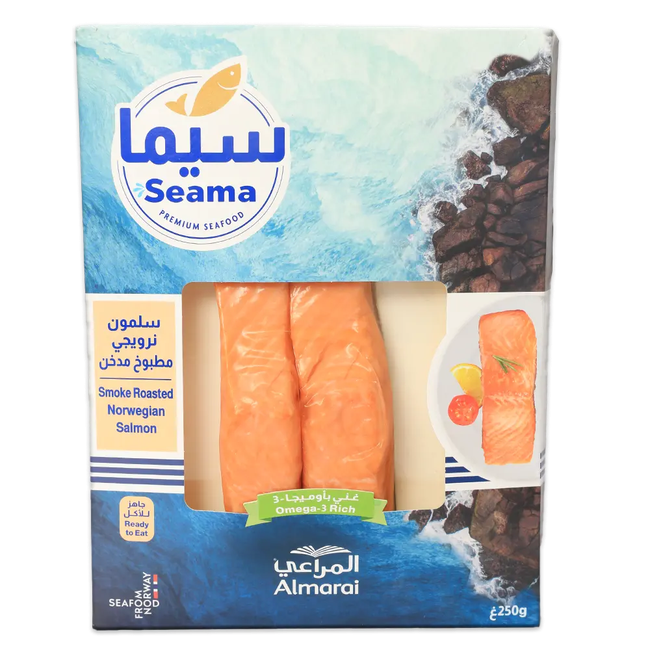 سيما
Seama
PREMIUM SEAFOOD
سلمون
نرويجي
مطبوخ مدخن
Smoke Roasted
Norwegian
Salmon
غني بأوميجا-3
Omega-3 Rich
جاهز
للأكل
Ready
to Eat
المراعي
Almarai
SEAFOOD
FROM
NORWAY
250g غ